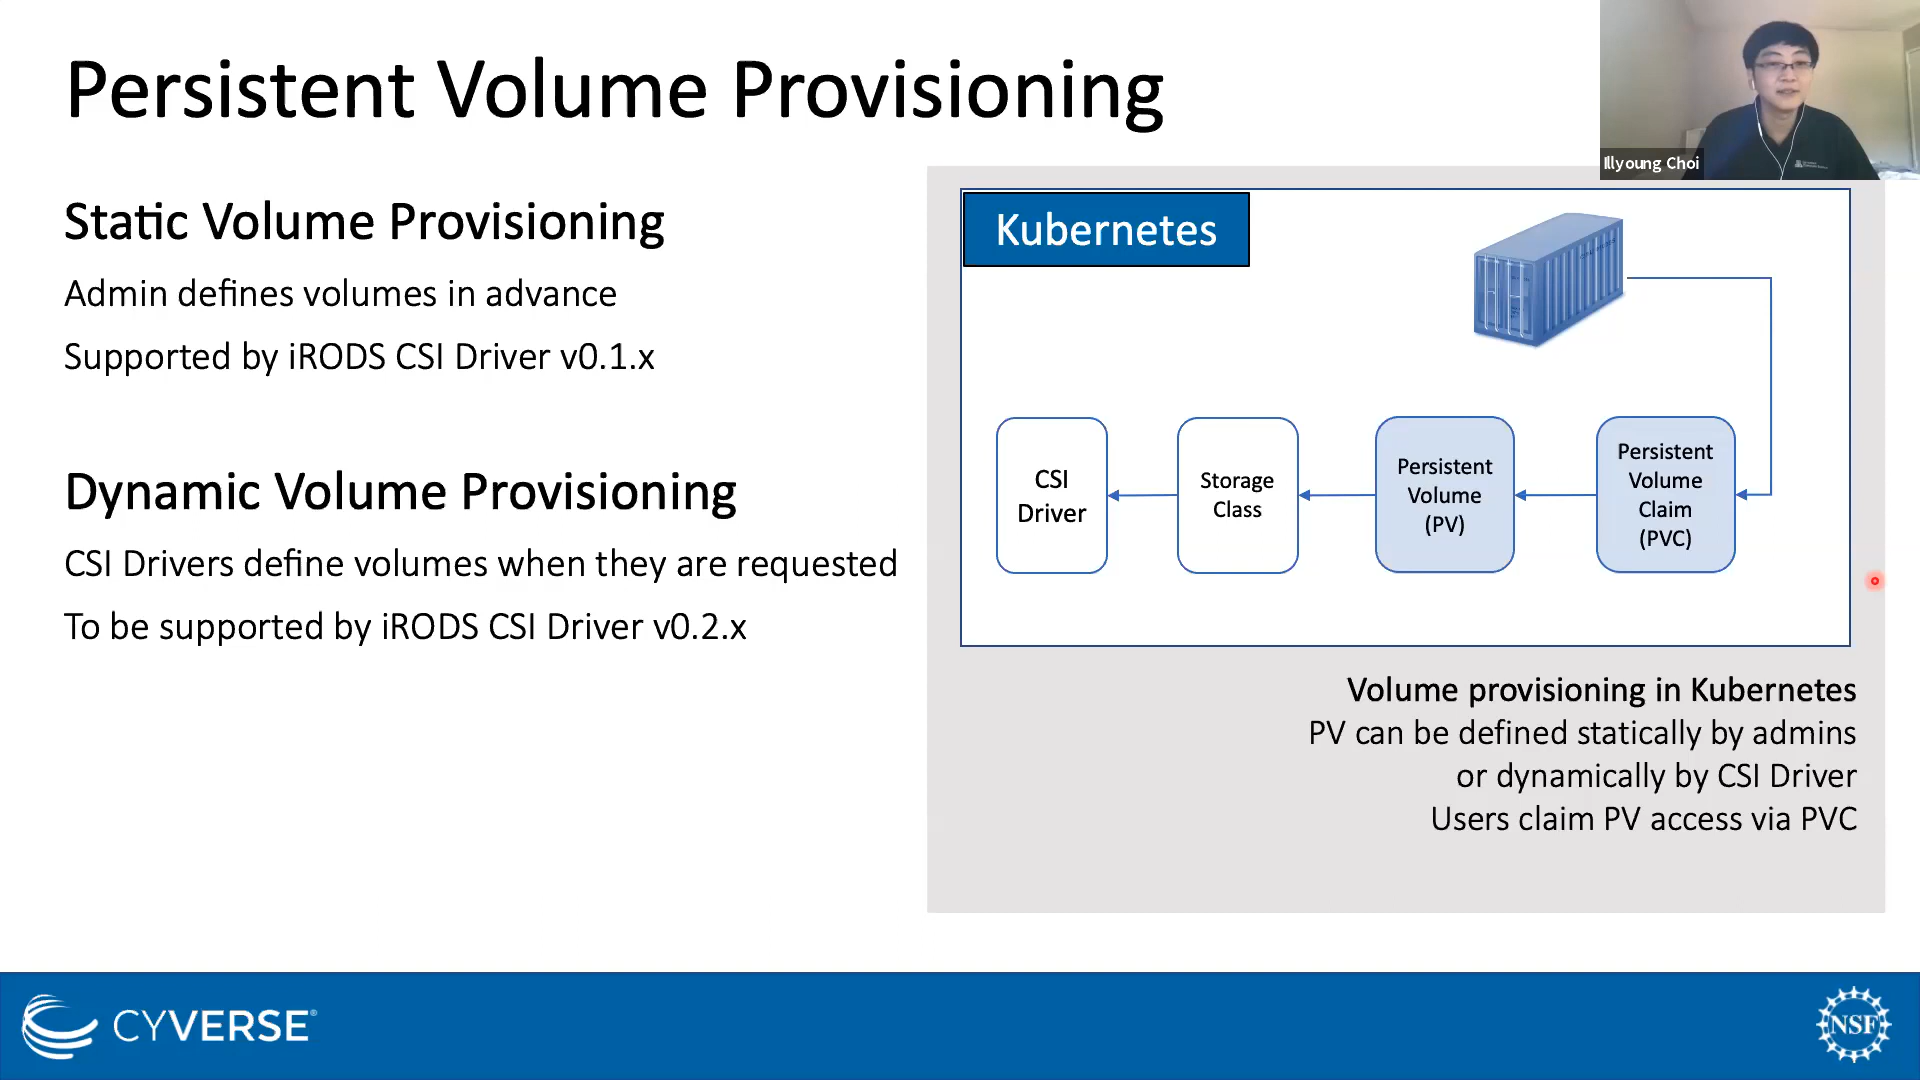 Persistent Volume Provisioning
Illyoung Choi
Static Volume Provisioning
Admin defines volumes in advance
Supported by iRODS CSI Driver v0.1.x
Dynamic Volume Provisioning
CSI Drivers define volumes when they are requested
To be supported by iRODS CSI Driver v0.2.x
Kubernetes
CSI
Driver
Storage
Class
Persistent
Volume
(PV)
Persistent
Volume
Claim
(PVC)
Volume provisioning in Kubernetes
PV can be defined statically by admins
or dynamically by CSI Driver
Users claim PV access via PVC
CYVERSE®
NSF